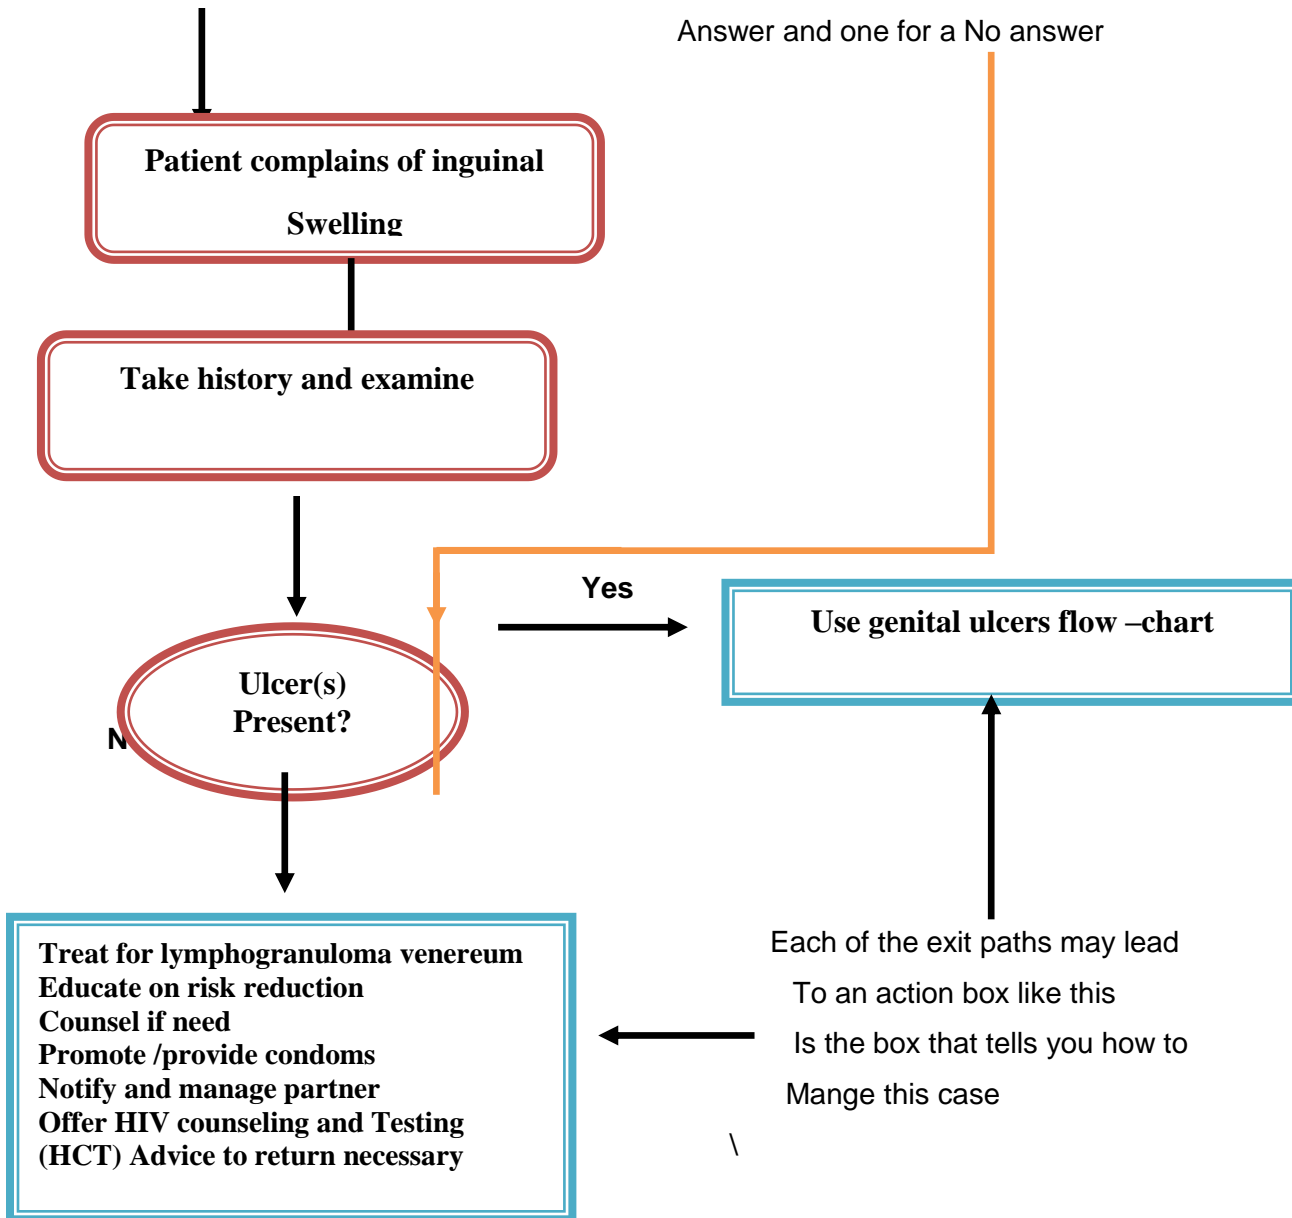 Answer and one for a No answer
Patient complains of inguinal
Swelling
Take history and examine
Yes
Use genital ulcers flow –chart
Ulcer(s)
Present?
N
Treat for lymphogranuloma venereum
Educate on risk reduction
Counsel if need
Promote /provide condoms
Notify and manage partner
Offer HIV counseling and Testing
(HCT) Advice to return necessary
Each of the exit paths may lead
To an action box like this
Is the box that tells you how to
Mange this case
\